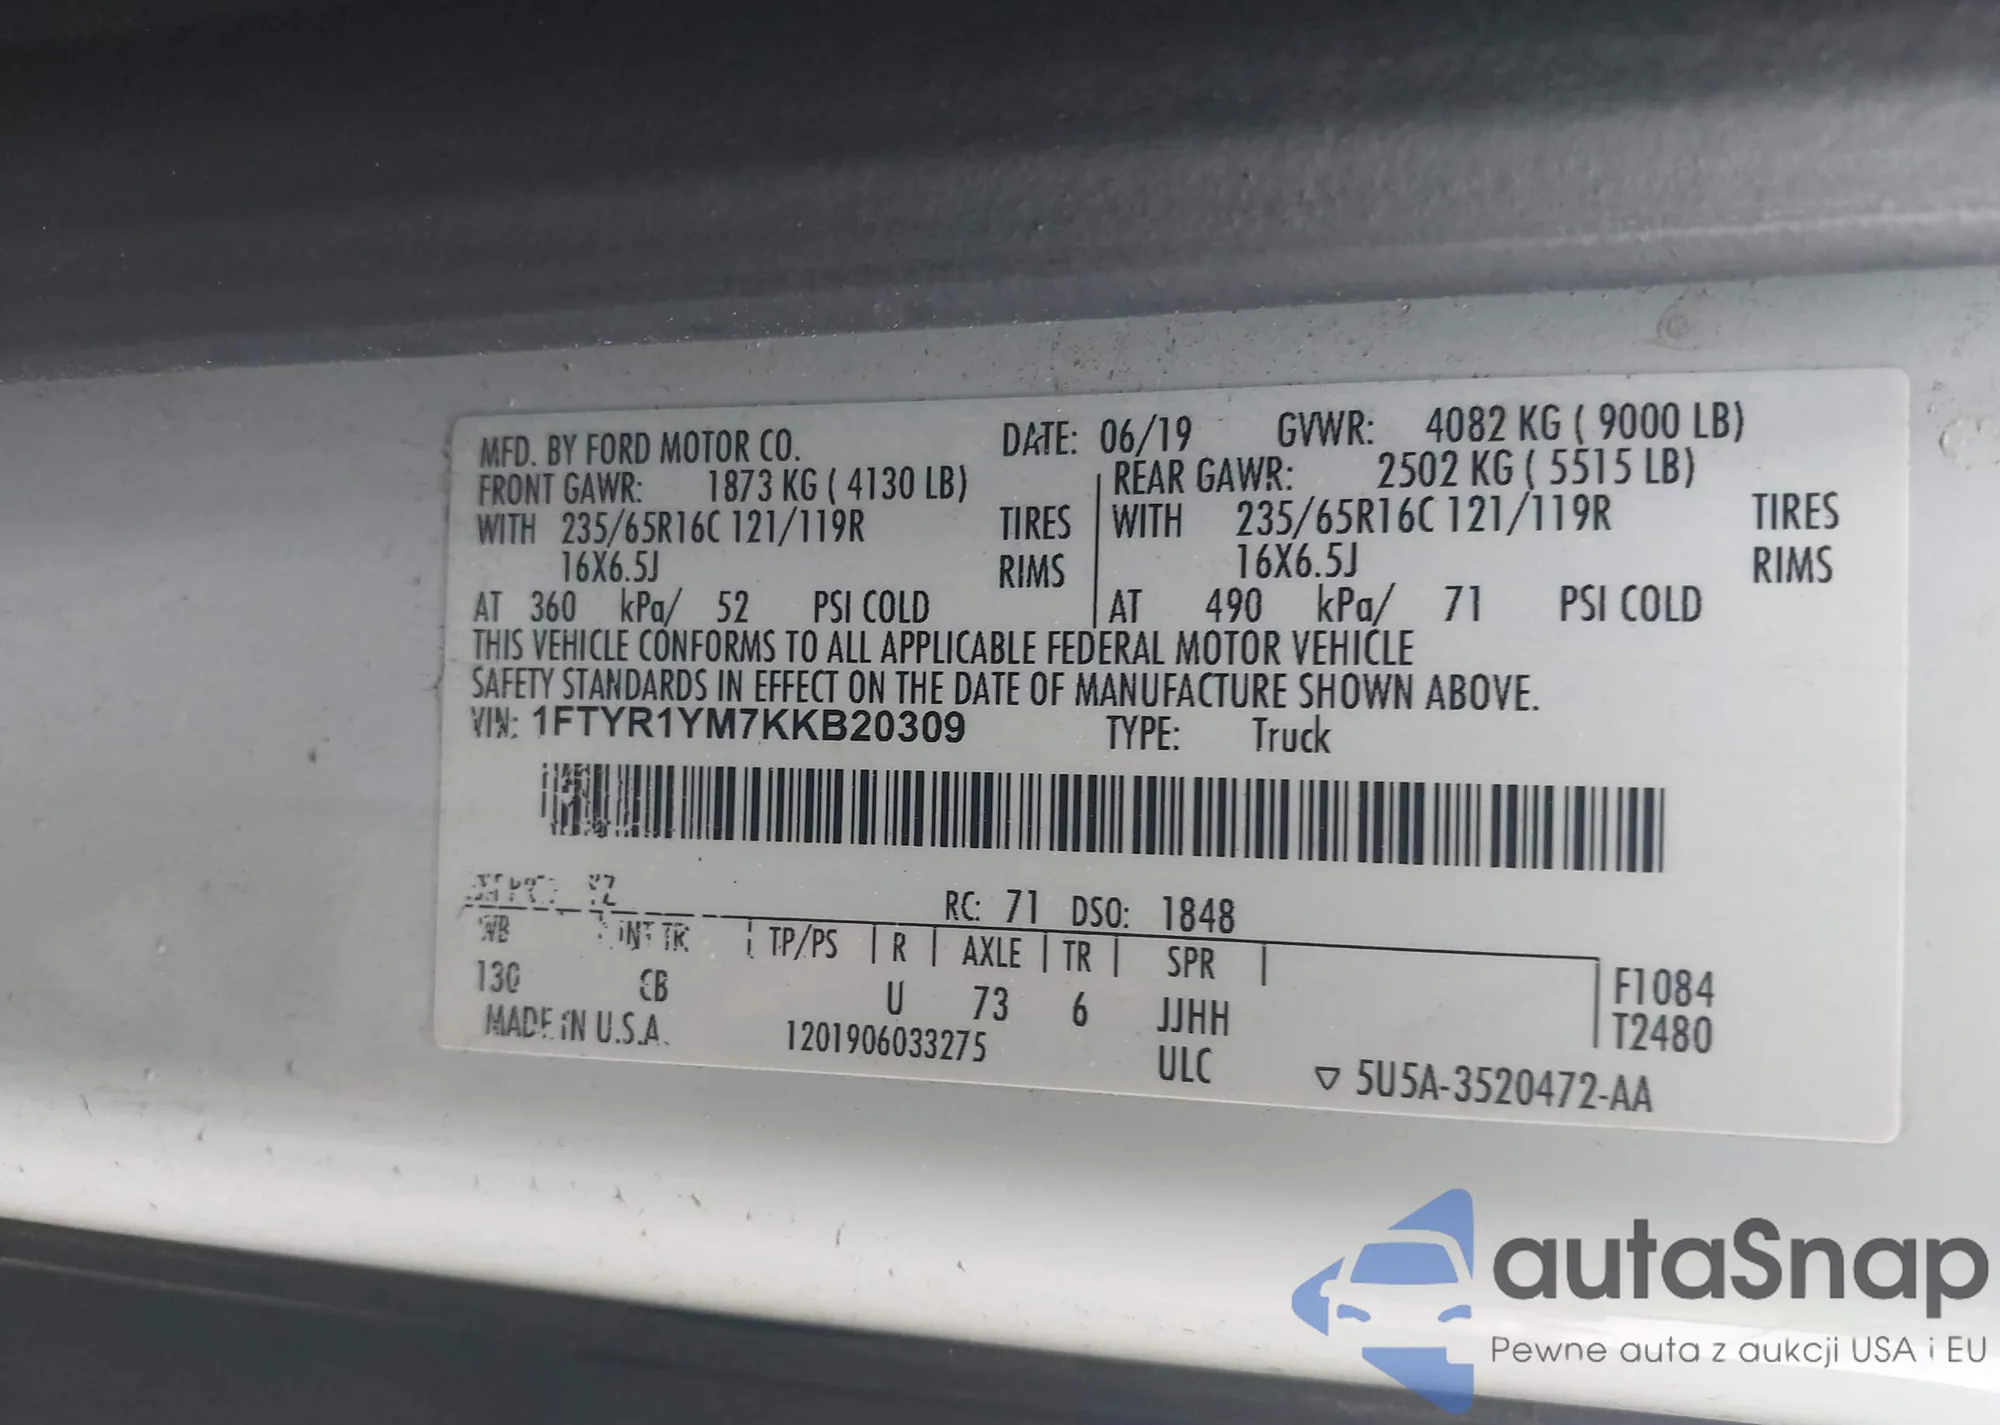 MFD. BY FORD MOTOR CO. DATE: 06/19 GVWR: 4082 KG ( 9000 LB)
FRONT GAWR: 1873 KG ( 4130 LB) REAR GAWR: 2502 KG ( 5515 LB)
WITH 235/65R16C 121/119R TIRES WITH 235/65R16C 121/119R TIRES
16X6.5J RIMS 16X6.5J RIMS
AT 360 kPa/ 52 PSI COLD AT 490 kPa/ 71 PSI COLD
THIS VEHICLE CONFORMS TO ALL APPLICABLE FEDERAL MOTOR VEHICLE
SAFETY STANDARDS IN EFFECT ON THE DATE OF MANUFACTURE SHOWN ABOVE.
VIN: 1FTYR1YM7KKB20309 TYPE: Truck
RC: 71 DSO: 1848
WB INT TR TP/PS R AXLE TR SPR F1084
130 U 73 6 JJHH T2480
MADE IN U.S.A. 1201906033275 ULC ▽ 5U5A-3520472-AA
autaSnap
Pewne auta z aukcji USA i EU